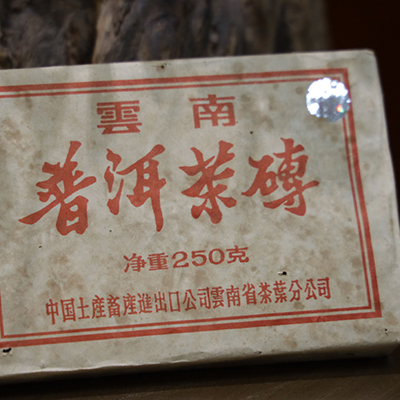 雲南
普洱茶磚
净重250克
中国土産畜産進出口公司雲南省茶葉分公司